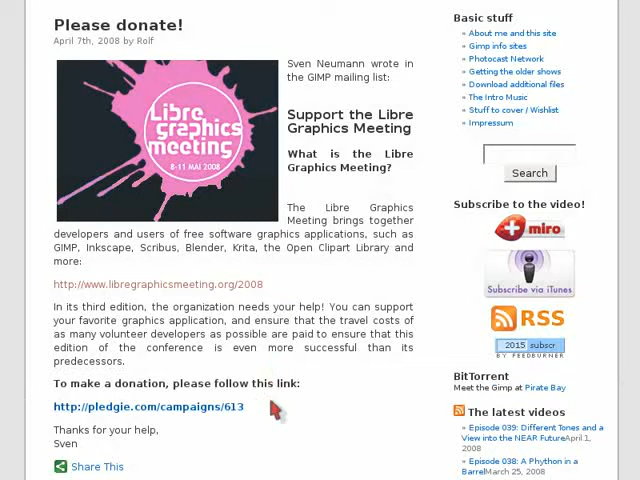 Please donate!
April 7th, 2008 by Rolf
Libre
graphics
meeting
8-11 MAI 2008
Sven Neumann wrote in
the GIMP mailing list:
Support the Libre
Graphics Meeting
What is the Libre
Graphics Meeting?
The Libre Graphics
Meeting brings together
developers and users of free software graphics applications, such as
GIMP, Inkscape, Scribus, Blender, Krita, the Open Clipart Library and
more:
http://www.libregraphicsmeeting.org/2008
In its third edition, the organization needs your help! You can support
your favorite graphics application, and ensure that the travel costs of
as many volunteer developers as possible are paid to ensure that this
edition of the conference is even more successful than its
predecessors.
To make a donation, please follow this link:
http://pledgie.com/campaigns/613
Thanks for your help,
Sven
Share This
Basic stuff
» About me and this site
» Gimp info sites
» Photocast Network
» Getting the older shows
» Download additional files
» The Intro Music
» Stuff to cover / Wishlist
» Impressum
Search
Subscribe to the video!
miro
Subscribe via iTunes
RSS
2015 subscr
BY FEEDBURNER
BitTorrent
Meet the Gimp at Pirate Bay
The latest videos
» Episode 039: Different Tones and a
View into the NEAR FutureApril 1,
2008
» Episode 038: A Phython in a
BarrelMarch 25, 2008